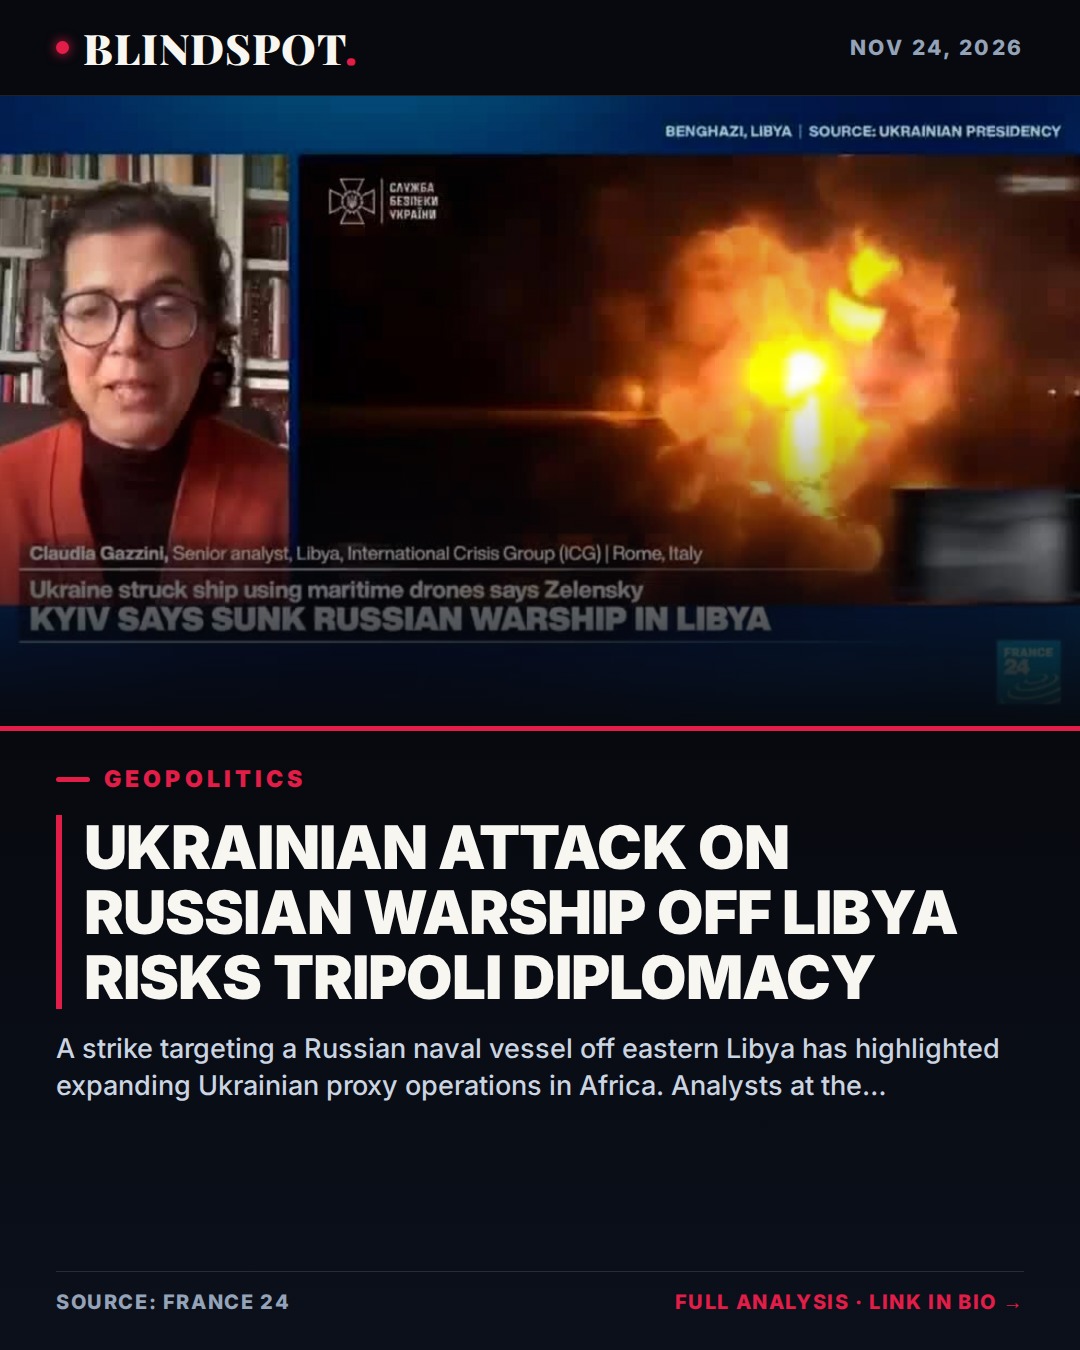 BLINDSPOT.
NOV 24, 2026
BENGHAZI, LIBYA | SOURCE: UKRAINIAN PRESIDENCY
СЛУЖБА
БЕЗПЕКИ
УКРАЇНИ
Claudia Gazzini, Senior analyst, Libya, International Crisis Group (ICG) | Rome, Italy
Ukraine struck ship using maritime drones says Zelensky
KYIV SAYS SUNK RUSSIAN WARSHIP IN LIBYA
FRANCE
24
GEOPOLITICS
UKRAINIAN ATTACK ON
RUSSIAN WARSHIP OFF LIBYA
RISKS TRIPOLI DIPLOMACY
A strike targeting a Russian naval vessel off eastern Libya has highlighted
expanding Ukrainian proxy operations in Africa. Analysts at the...
SOURCE: FRANCE 24
FULL ANALYSIS · LINK IN BIO →